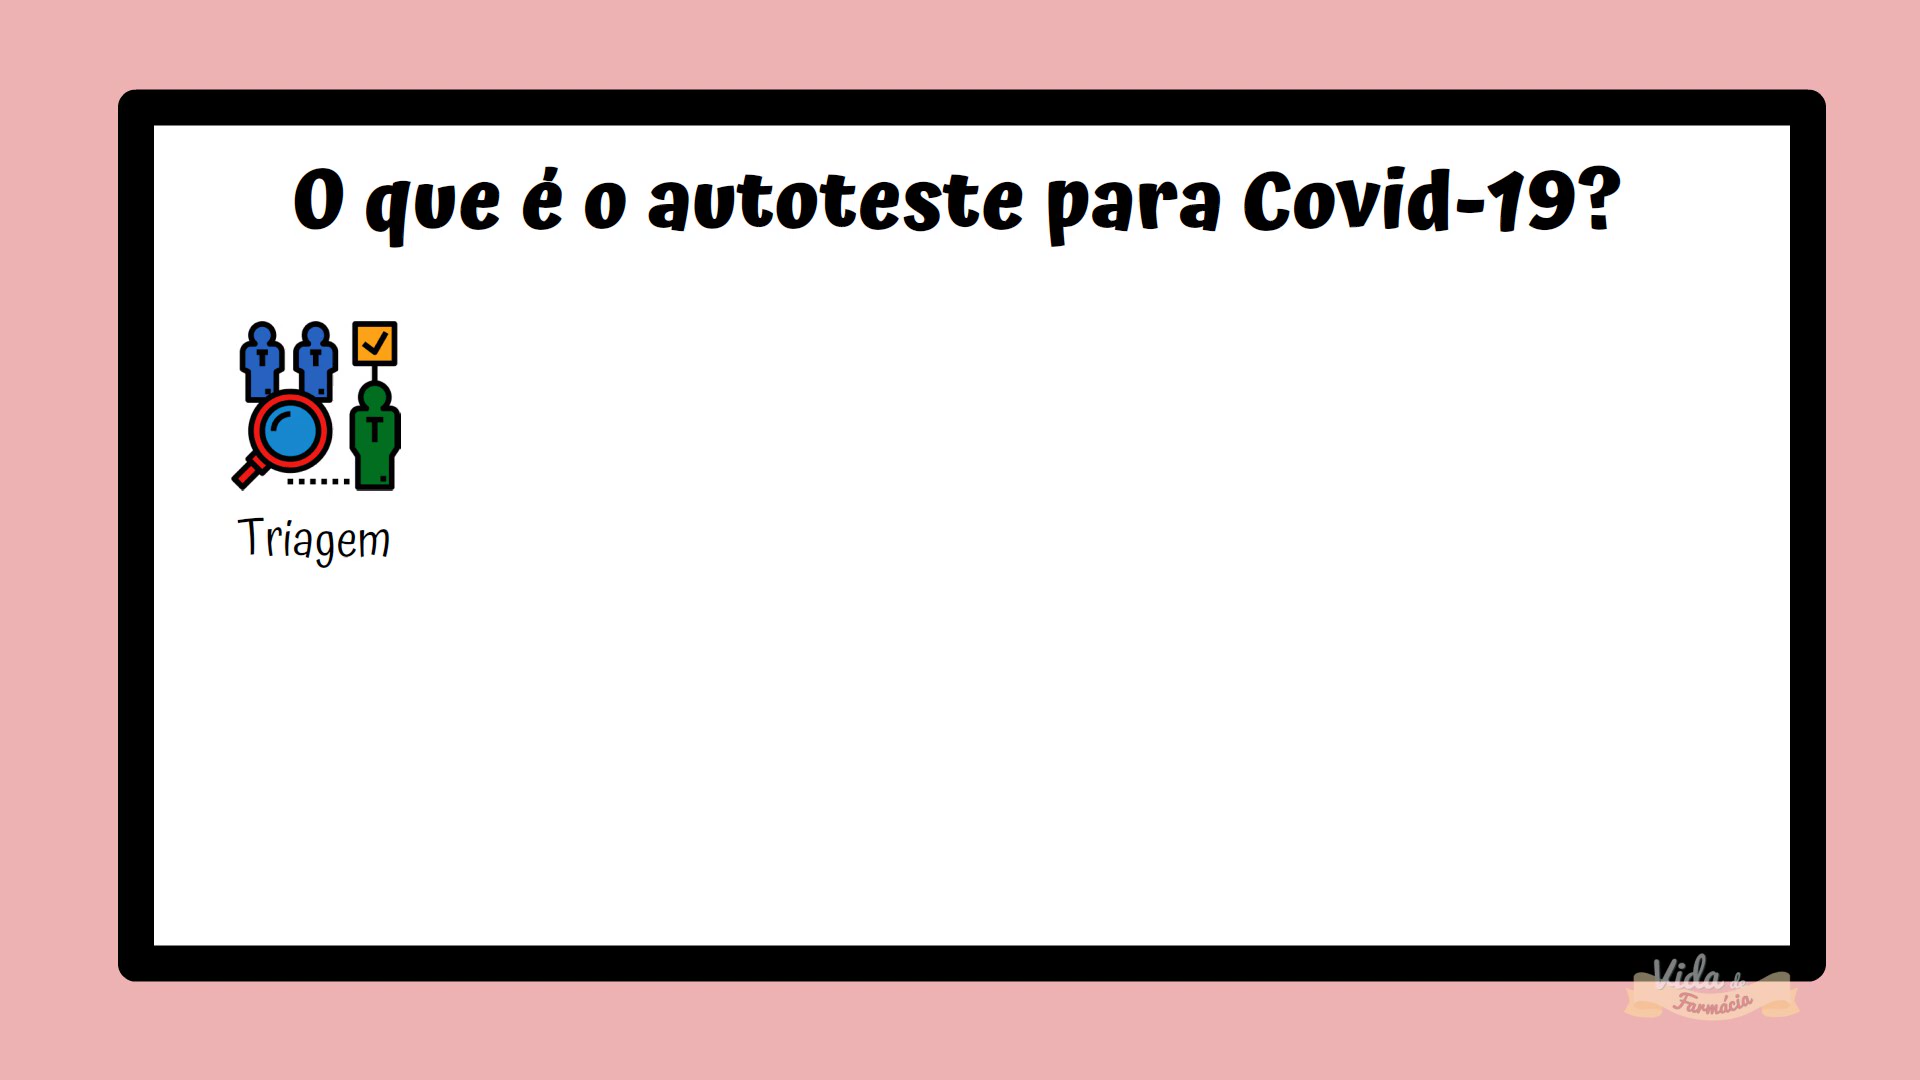 O que é o autoteste para Covid-19?
T T
T
Triagem
Vida de
Farmácia